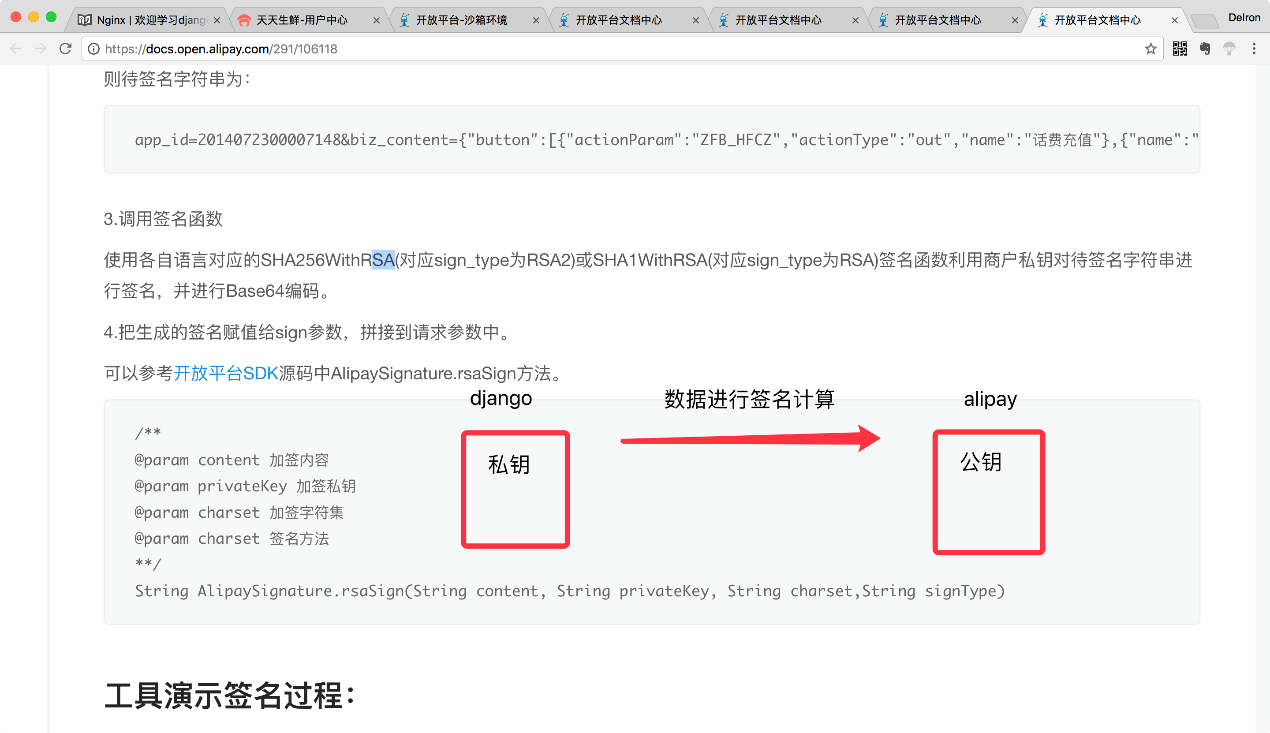 Nginx | 欢迎学习djang
天天生鲜-用户中心
开放平台-沙箱环境
开放平台文档中心
开放平台文档中心
开放平台文档中心
开放平台文档中心
Delron
https://docs.open.alipay.com/291/106118
则待签名字符串为：
app_id=2014072300007148&biz_content={"button":[{"actionParam":"ZFB_HFCZ","actionType":"out","name":"话费充值"},{"name":"
3.调用签名函数
使用各自语言对应的SHA256WithRSA(对应sign_type为RSA2)或SHA1WithRSA(对应sign_type为RSA)签名函数利用商户私钥对待签名字符串进
行签名，并进行Base64编码。
4.把生成的签名赋值给sign参数，拼接到请求参数中。
可以参考开放平台SDK源码中AlipaySignature.rsaSign方法。
django
数据进行签名计算
alipay
私钥
公钥
/**
@param content 加签内容
@param privateKey 加签私钥
@param charset 加签字符集
@param charset 签名方法
**/
String AlipaySignature.rsaSign(String content, String privateKey, String charset,String signType)
工具演示签名过程：